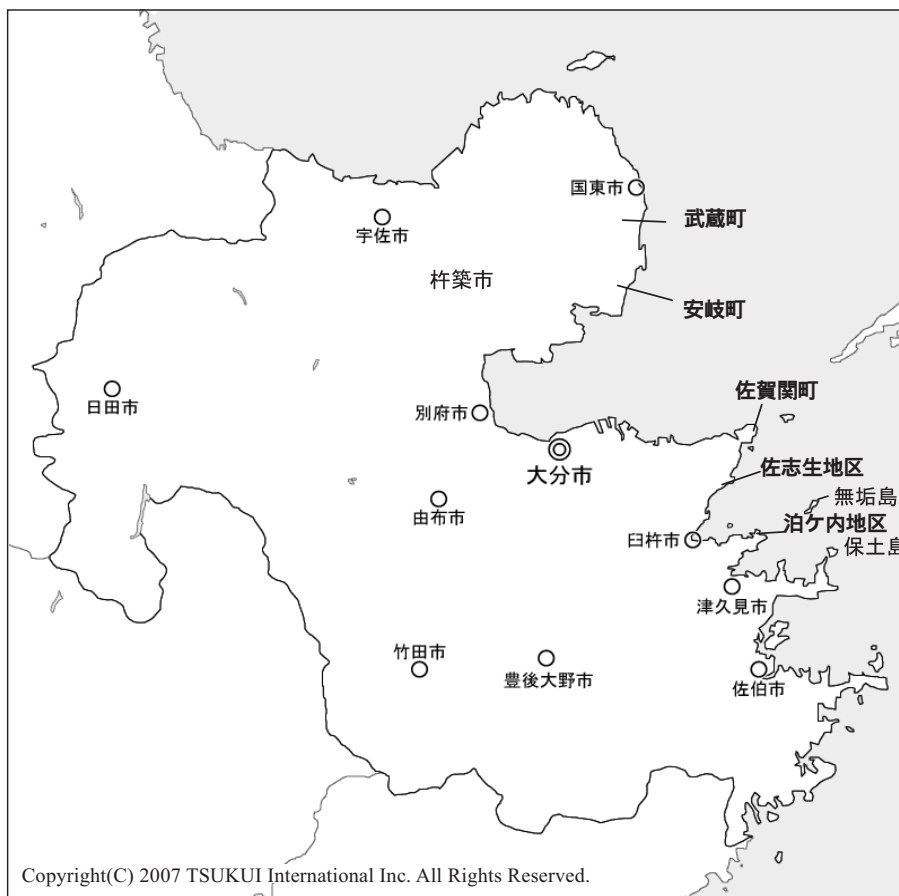 国東市
武蔵町
宇佐市
杵築市
安岐町
佐賀関町
日田市
別府市
大分市
佐志生地区
無垢島
由布市
泊ケ内地区
臼杵市
保土島
津久見市
竹田市
豊後大野市
佐伯市
Copyright(C) 2007 TSUKUI International Inc. All Rights Reserved.